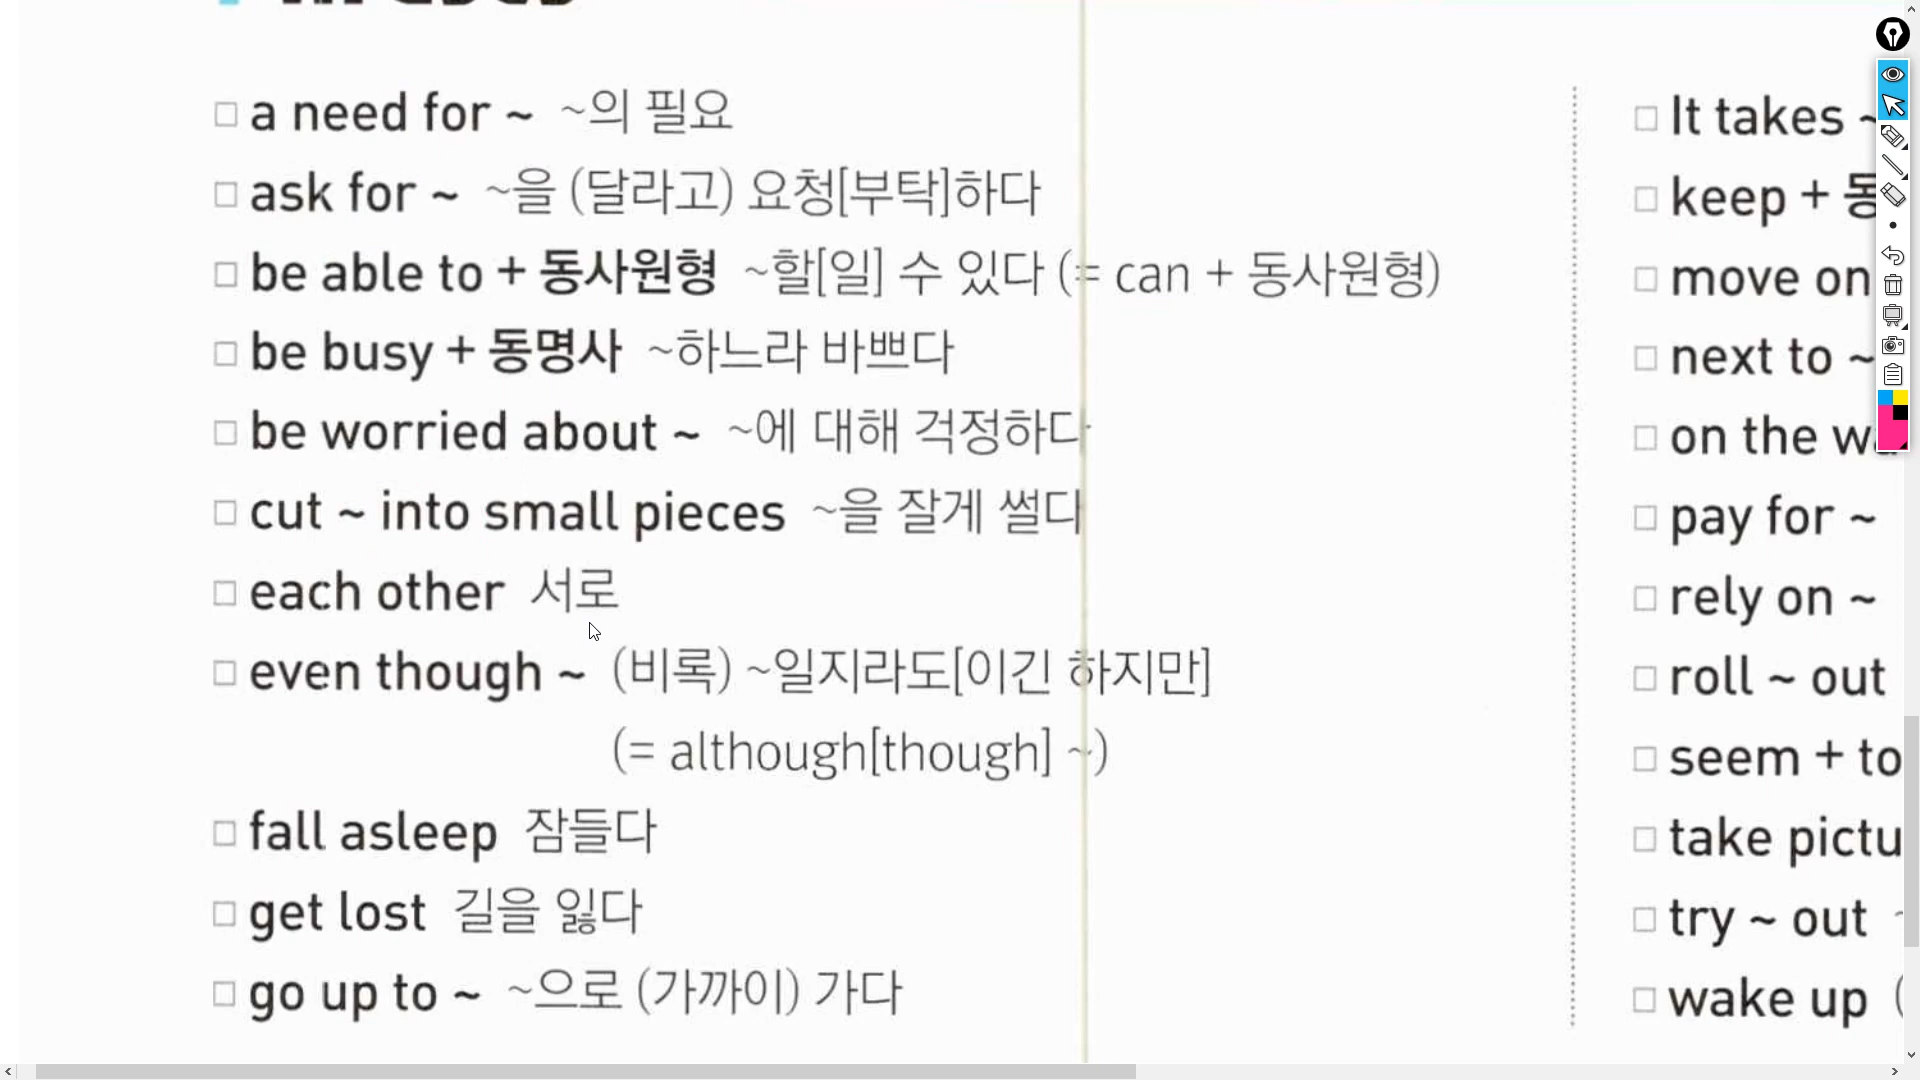 a need for ~ ~의 필요
ask for ~ ~을 (달라고) 요청[부탁]하다
be able to + 동사원형 ~할[일] 수 있다 (= can + 동사원형)
be busy + 동명사 ~하느라 바쁘다
be worried about ~ ~에 대해 걱정하다
cut ~ into small pieces ~을 잘게 썰다
each other 서로
even though ~ (비록) ~일지라도[이긴 하지만]
(= although[though] ~)
fall asleep 잠들다
get lost 길을 잃다
go up to ~ ~으로 (가까이) 가다
It takes ~
keep + 동
move on
next to ~
on the
pay for ~
rely on ~
roll ~ out
seem + to
take
try ~ out
wake up (